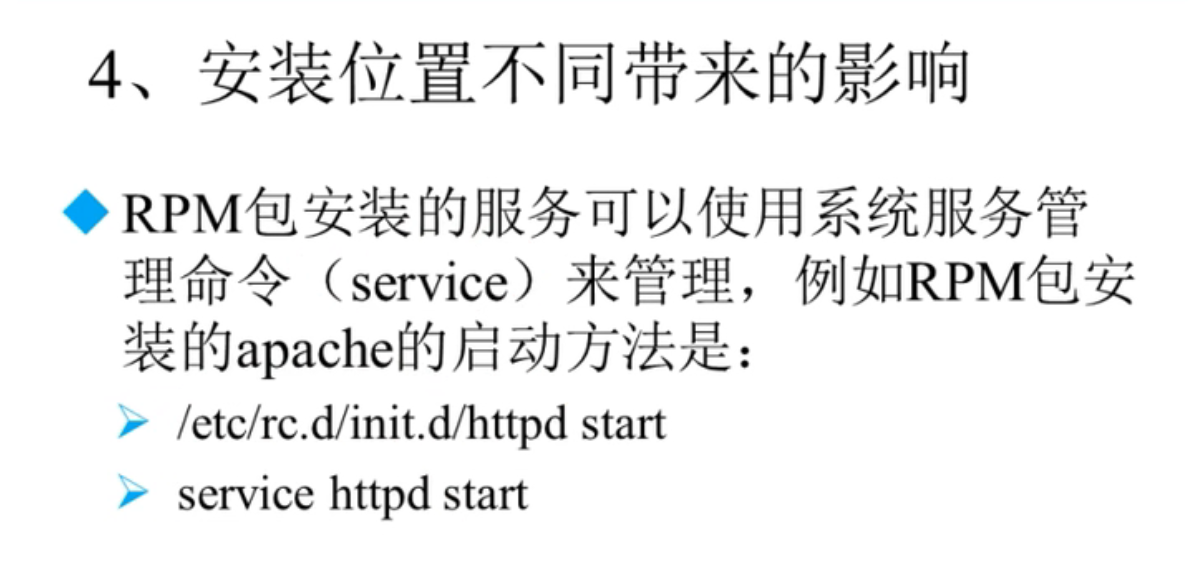 4、安装位置不同带来的影响
RPM包安装的服务可以使用系统服务管
理命令（service）来管理，例如RPM包安
装的apache的启动方法是：
/etc/rc.d/init.d/httpd start
service httpd start